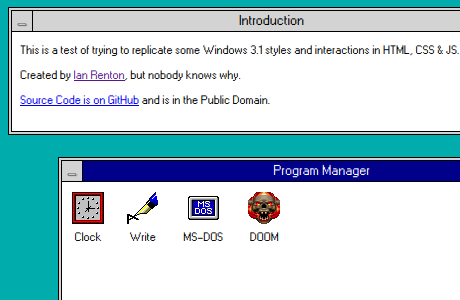 Introduction
This is a test of trying to replicate some Windows 3.1 styles and interactions in HTML, CSS & JS.
Created by Ian Renton, but nobody knows why.
Source Code is on GitHub and is in the Public Domain.
Program Manager
MS
DOS
Clock Write MS-DOS DOOM